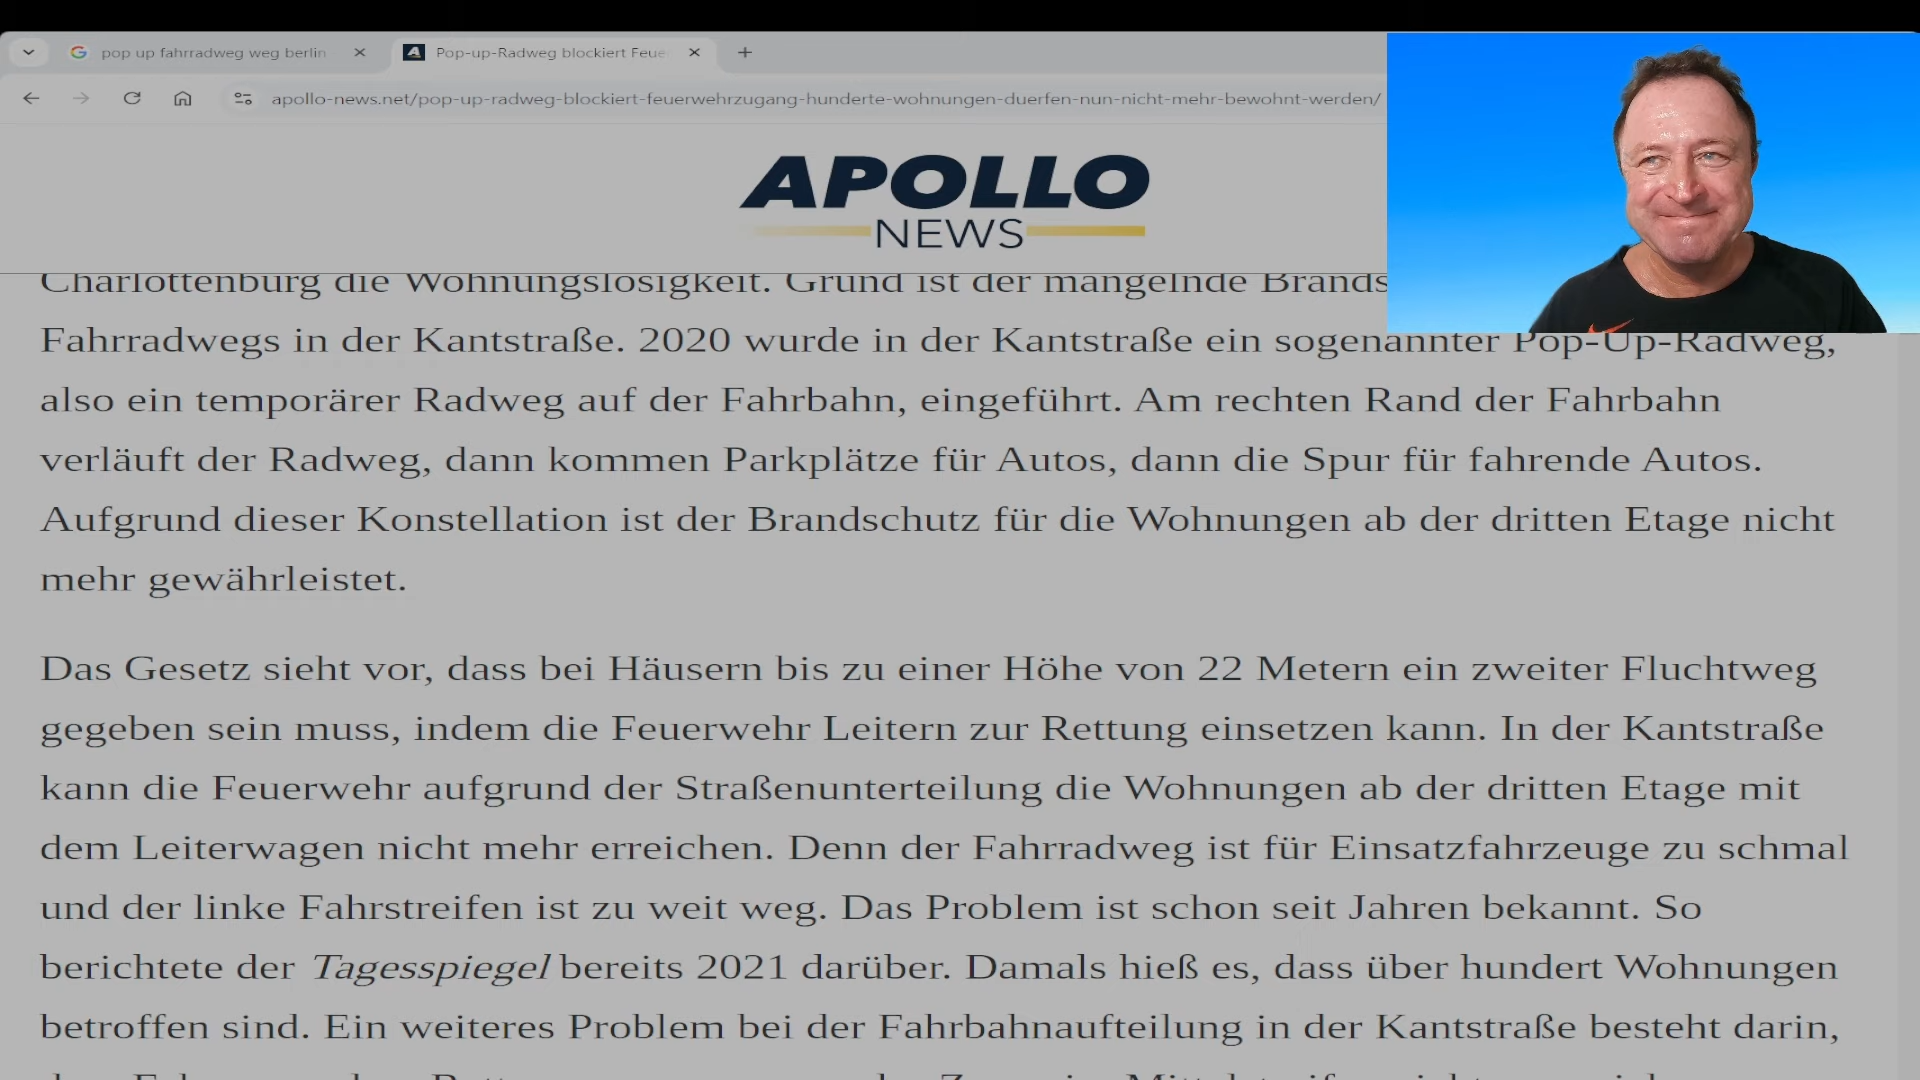 pop up fahrradweg weg berlin
Pop-up-Radweg blockiert Feue
apollo-news.net/pop-up-radweg-blockiert-feuerwehrzugang-hunderte-wohnungen-duerfen-nun-nicht-mehr-bewohnt-werden/
APOLLO
NEWS
Charlottenburg die Wohnungslosigkeit. Grund ist der mangelnde Brands
Fahrradwegs in der Kantstraße. 2020 wurde in der Kantstraße ein sogenannter Pop-Up-Radweg,
also ein temporärer Radweg auf der Fahrbahn, eingeführt. Am rechten Rand der Fahrbahn
verläuft der Radweg, dann kommen Parkplätze für Autos, dann die Spur für fahrende Autos.
Aufgrund dieser Konstellation ist der Brandschutz für die Wohnungen ab der dritten Etage nicht
mehr gewährleistet.
Das Gesetz sieht vor, dass bei Häusern bis zu einer Höhe von 22 Metern ein zweiter Fluchtweg
gegeben sein muss, indem die Feuerwehr Leitern zur Rettung einsetzen kann. In der Kantstraße
kann die Feuerwehr aufgrund der Straßenunterteilung die Wohnungen ab der dritten Etage mit
dem Leiterwagen nicht mehr erreichen. Denn der Fahrradweg ist für Einsatzfahrzeuge zu schmal
und der linke Fahrstreifen ist zu weit weg. Das Problem ist schon seit Jahren bekannt. So
berichtete der Tagesspiegel bereits 2021 darüber. Damals hieß es, dass über hundert Wohnungen
betroffen sind. Ein weiteres Problem bei der Fahrbahnaufteilung in der Kantstraße besteht darin,